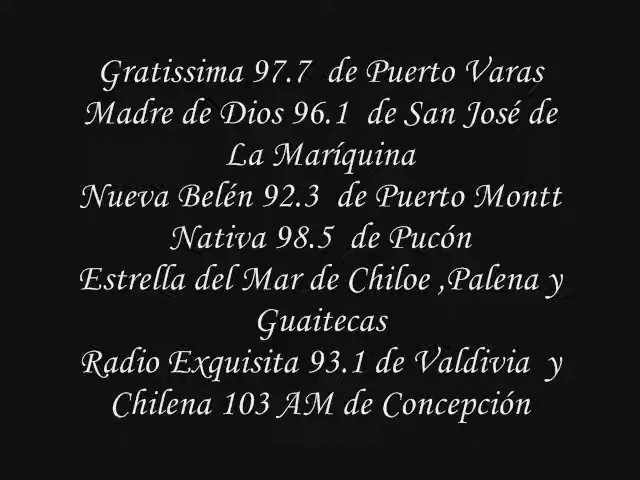 Gratissima 97.7 de Puerto Varas
Madre de Dios 96.1 de San José de
La Maríquina
Nueva Belén 92.3 de Puerto Montt
Nativa 98.5 de Pucón
Estrella del Mar de Chiloe ,Palena y
Guaitecas
Radio Exquisita 93.1 de Valdivia y
Chilena 103 AM de Concepción